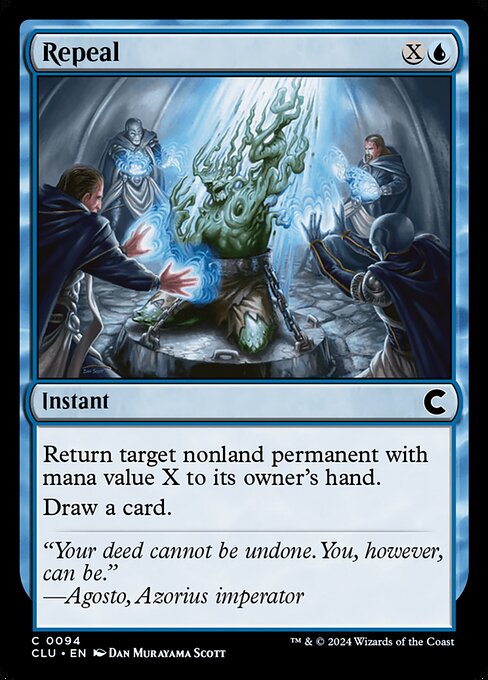 Repeal
X
Instant
Return target nonland permanent with
mana value X to its owner's hand.
Draw a card.
“Your deed cannot be undone. You, however,
can be.”
—Agosto, Azorius imperator
C 0094
™ & © 2024 Wizards of the Coast
CLU • EN Dan Murayama Scott
Dan Scott